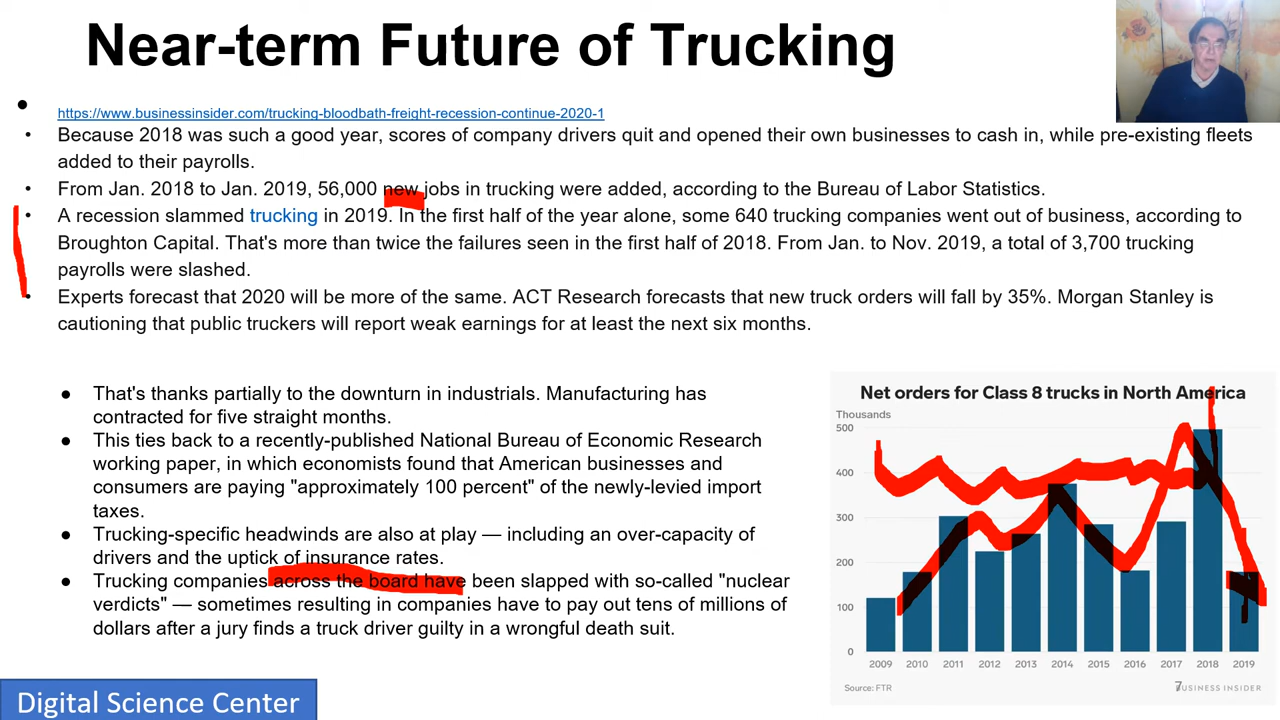 Near-term Future of Trucking
https://www.businessinsider.com/trucking-bloodbath-freight-recession-continue-2020-1
Because 2018 was such a good year, scores of company drivers quit and opened their own businesses to cash in, while pre-existing fleets
added to their payrolls.
From Jan. 2018 to Jan. 2019, 56,000 new jobs in trucking were added, according to the Bureau of Labor Statistics.
A recession slammed trucking in 2019. In the first half of the year alone, some 640 trucking companies went out of business, according to
Broughton Capital. That's more than twice the failures seen in the first half of 2018. From Jan. to Nov. 2019, a total of 3,700 trucking
payrolls were slashed.
Experts forecast that 2020 will be more of the same. ACT Research forecasts that new truck orders will fall by 35%. Morgan Stanley is
cautioning that public truckers will report weak earnings for at least the next six months.
That's thanks partially to the downturn in industrials. Manufacturing has
contracted for five straight months.
This ties back to a recently-published National Bureau of Economic Research
working paper, in which economists found that American businesses and
consumers are paying "approximately 100 percent" of the newly-levied import
taxes.
Trucking-specific headwinds are also at play — including an over-capacity of
drivers and the uptick of insurance rates.
Trucking companies across the board have been slapped with so-called "nuclear
verdicts" — sometimes resulting in companies have to pay out tens of millions of
dollars after a jury finds a truck driver guilty in a wrongful death suit.
Net orders for Class 8 trucks in North America
Thousands
500
400
300
200
100
0
2009 2010 2011 2012 2013 2014 2015 2016 2017 2018 2019
Source: FTR
BUSINESS INSIDER
Digital Science Center